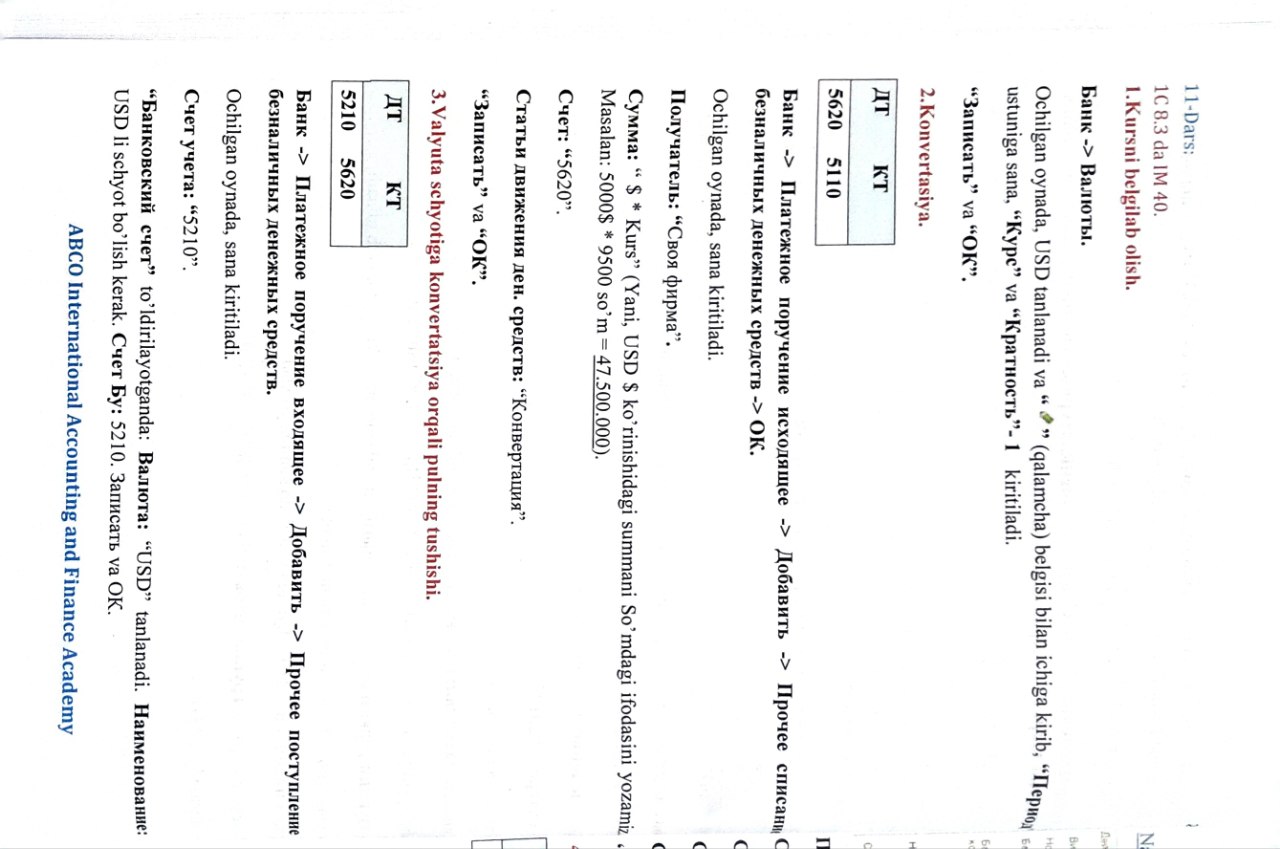 11-Dars:
1C 8.3 da IM 40.
1.Kursni belgilab olish.
Банк -> Валюты.
Ochilgan oynada, USD tanlanadi va “ ” (qalamcha) belgisi bilan ichiga kirib, “Период
ustuniga sana, “Курс” va “Кратность”- 1 kiritiladi.
“Записать” va “ОК”.
2.Konvertasiya.
ДТ КТ
5620 5110
Банк -> Платежное поручение исходящее -> Добавить -> Прочее списани
безналичных денежных средств -> ОК.
Ochilgan oynada, sana kiritiladi.
Получатель: “Своя фирма”.
Сумма: “ $ * Kurs” (Yani, USD $ ko’rinishidagi summani So’mdagi ifodasini yozamiz
Masalan: 5000$ * 9500 so’m = 47.500.000).
Счет: “5620”.
Статьи движения ден. средств: “Конвертация”.
“Записать” va “ОК”.
3.Valyuta schyotiga konvertatsiya orqali pulning tushishi.
ДТ КТ
5210 5620
Банк -> Платежное поручение входящее -> Добавить -> Прочее поступление
безналичных денежных средств.
Ochilgan oynada, sana kiritiladi.
Счет учета: “5210”.
“Банковский счет” to’ldirilayotganda: Валюта: “USD” tanlanadi. Наименование:
USD li schyot bo’lish kerak. Счет Бу: 5210. Записать va ОК.
ABCO International Accounting and Finance Academy